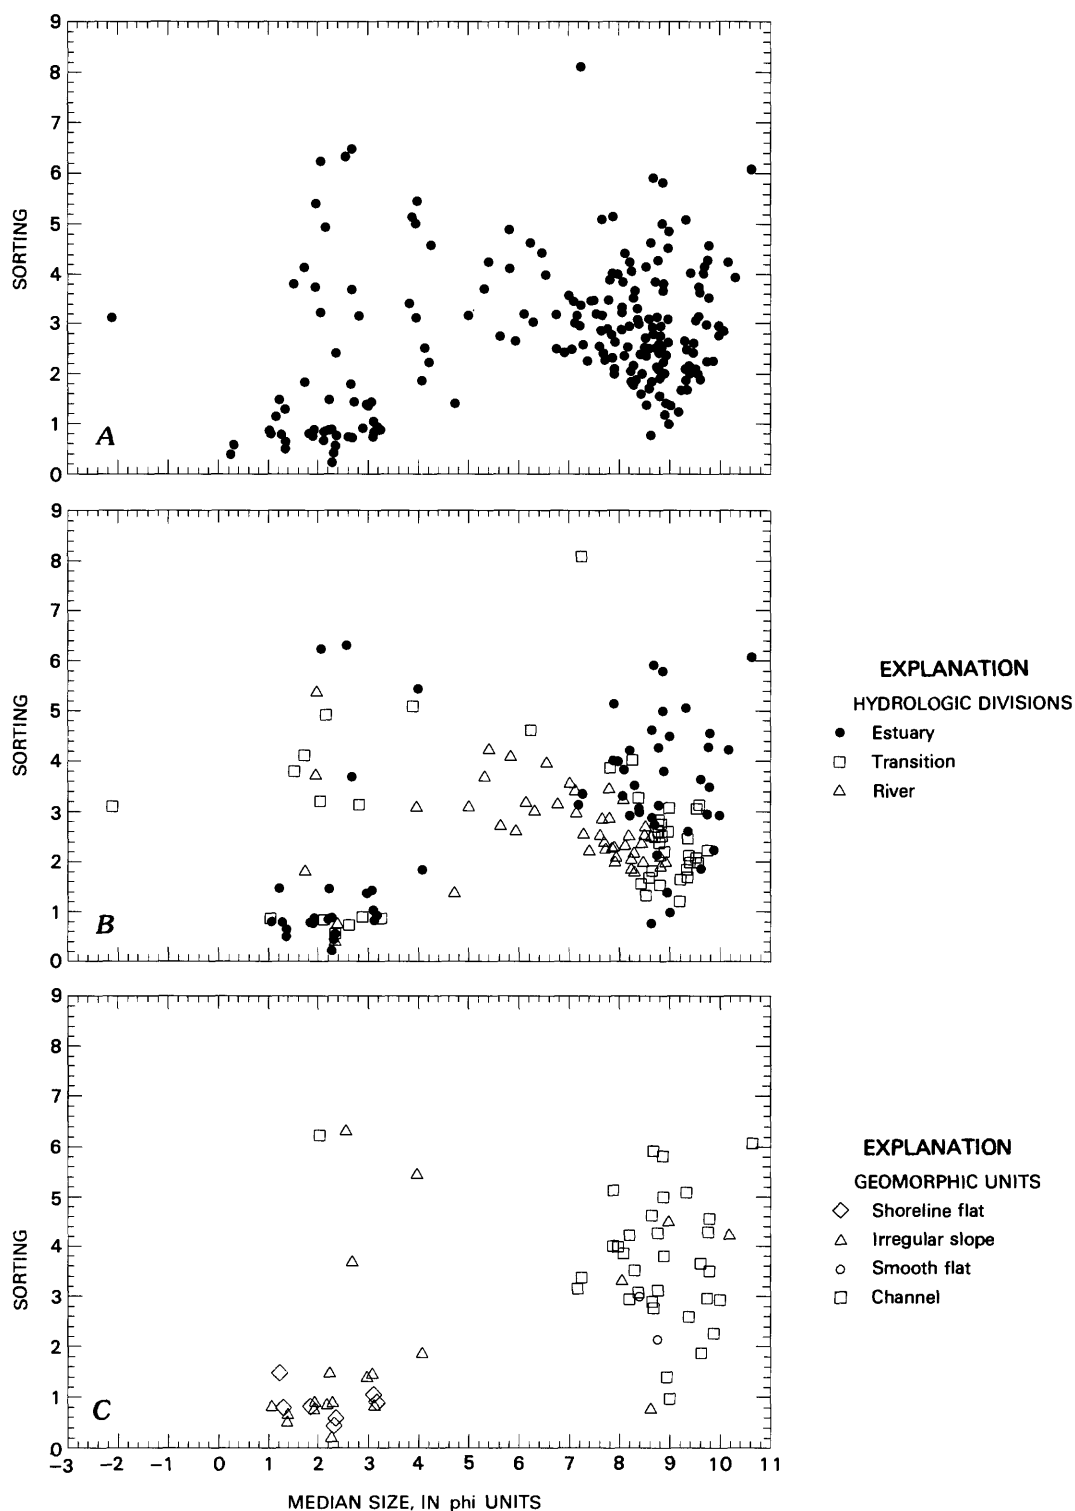 9
8
7
6
5
4
3
2
1
0
SORTING
A
9
8
7
6
5
4
3
2
1
0
SORTING
B
EXPLANATION
HYDROLOGIC DIVISIONS
Estuary
Transition
River
9
8
7
6
5
4
3
2
1
0
SORTING
C
EXPLANATION
GEOMORPHIC UNITS
Shoreline flat
Irregular slope
Smooth flat
Channel
−3 −2 −1 0 1 2 3 4 5 6 7 8 9 10 11
MEDIAN SIZE, IN phi UNITS